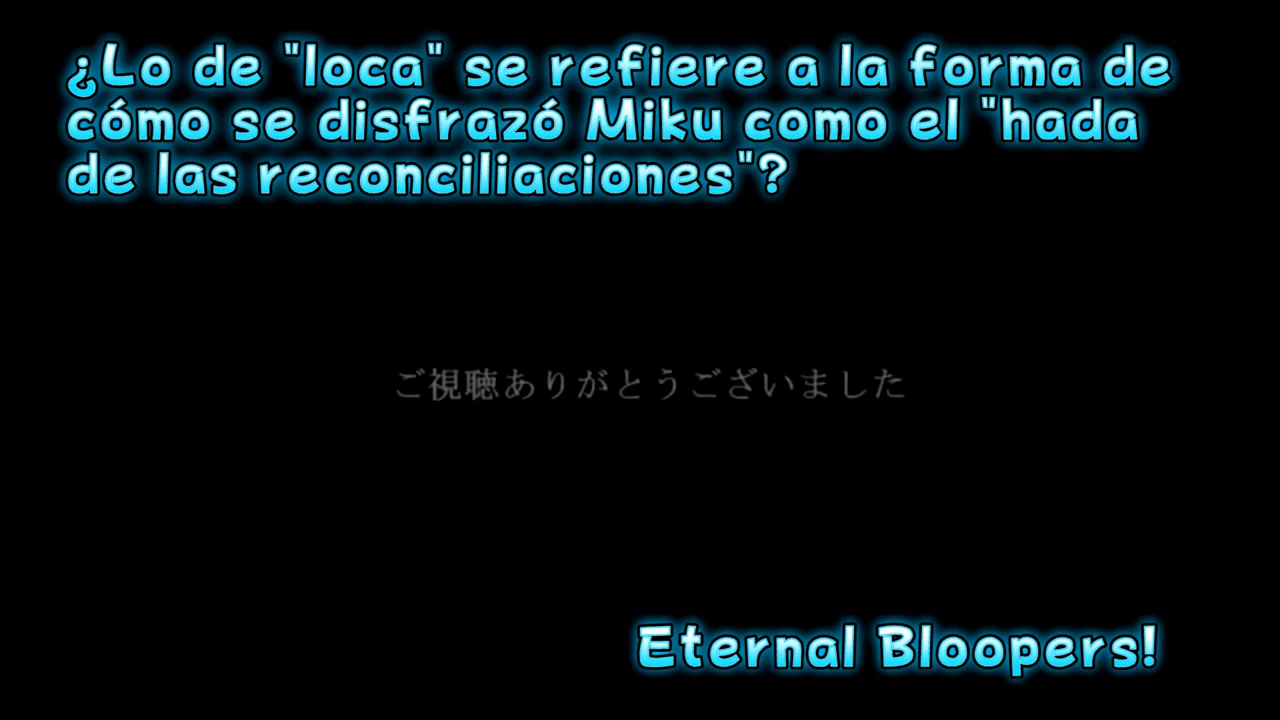 ¿Lo de "loca" se refiere a la forma de
cómo se disfrazó Miku como el "hada
de las reconciliaciones"?
ご視聴ありがとうございました
Eternal Bloopers!